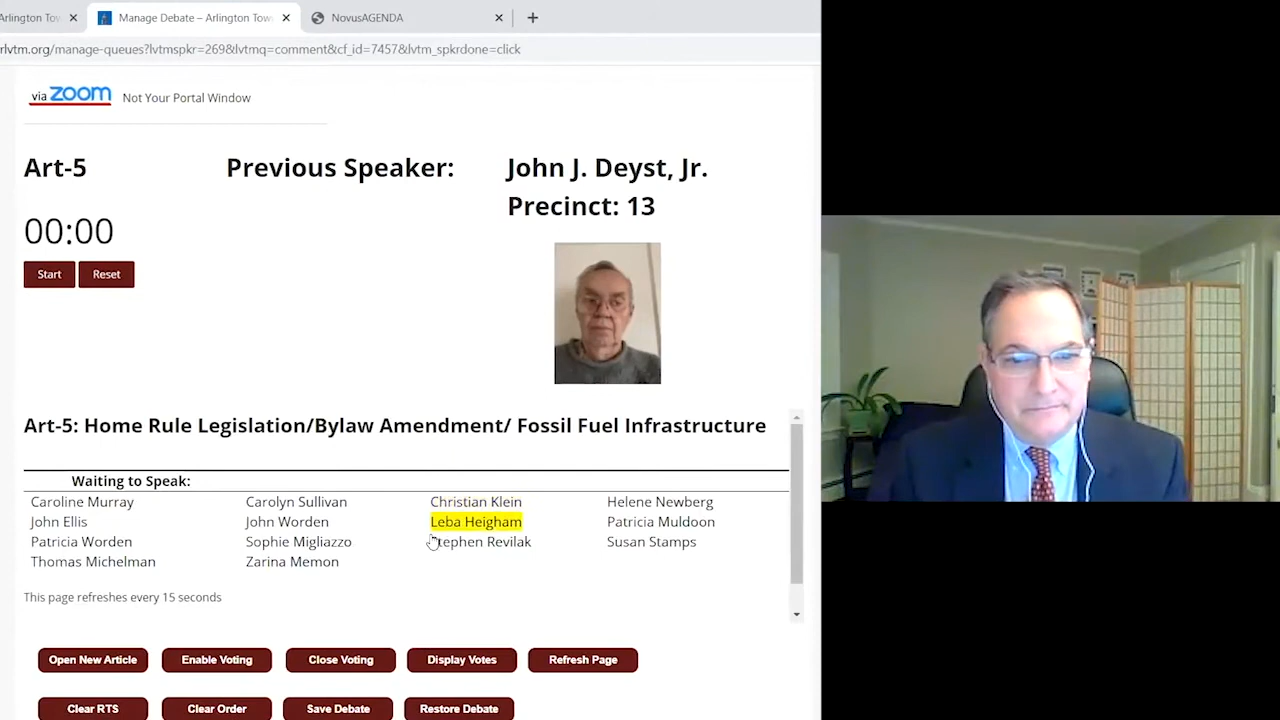 Arlington Tow
Manage Debate – Arlington Tow
NovusAGENDA
rlvtm.org/manage-queues?lvtmspkr=269&lvtmq=comment&cf_id=7457&lvtm_spkrdone=click
via zoom Not Your Portal Window
Art-5 Previous Speaker: John J. Deyst, Jr.
Precinct: 13
00:00
Start Reset
Art-5: Home Rule Legislation/Bylaw Amendment/ Fossil Fuel Infrastructure
Waiting to Speak:
Caroline Murray Carolyn Sullivan Christian Klein Helene Newberg
John Ellis John Worden Leba Heigham Patricia Muldoon
Patricia Worden Sophie Migliazzo Stephen Revilak Susan Stamps
Thomas Michelman Zarina Memon
This page refreshes every 15 seconds
Open New Article Enable Voting Close Voting Display Votes Refresh Page
Clear RTS Clear Order Save Debate Restore Debate